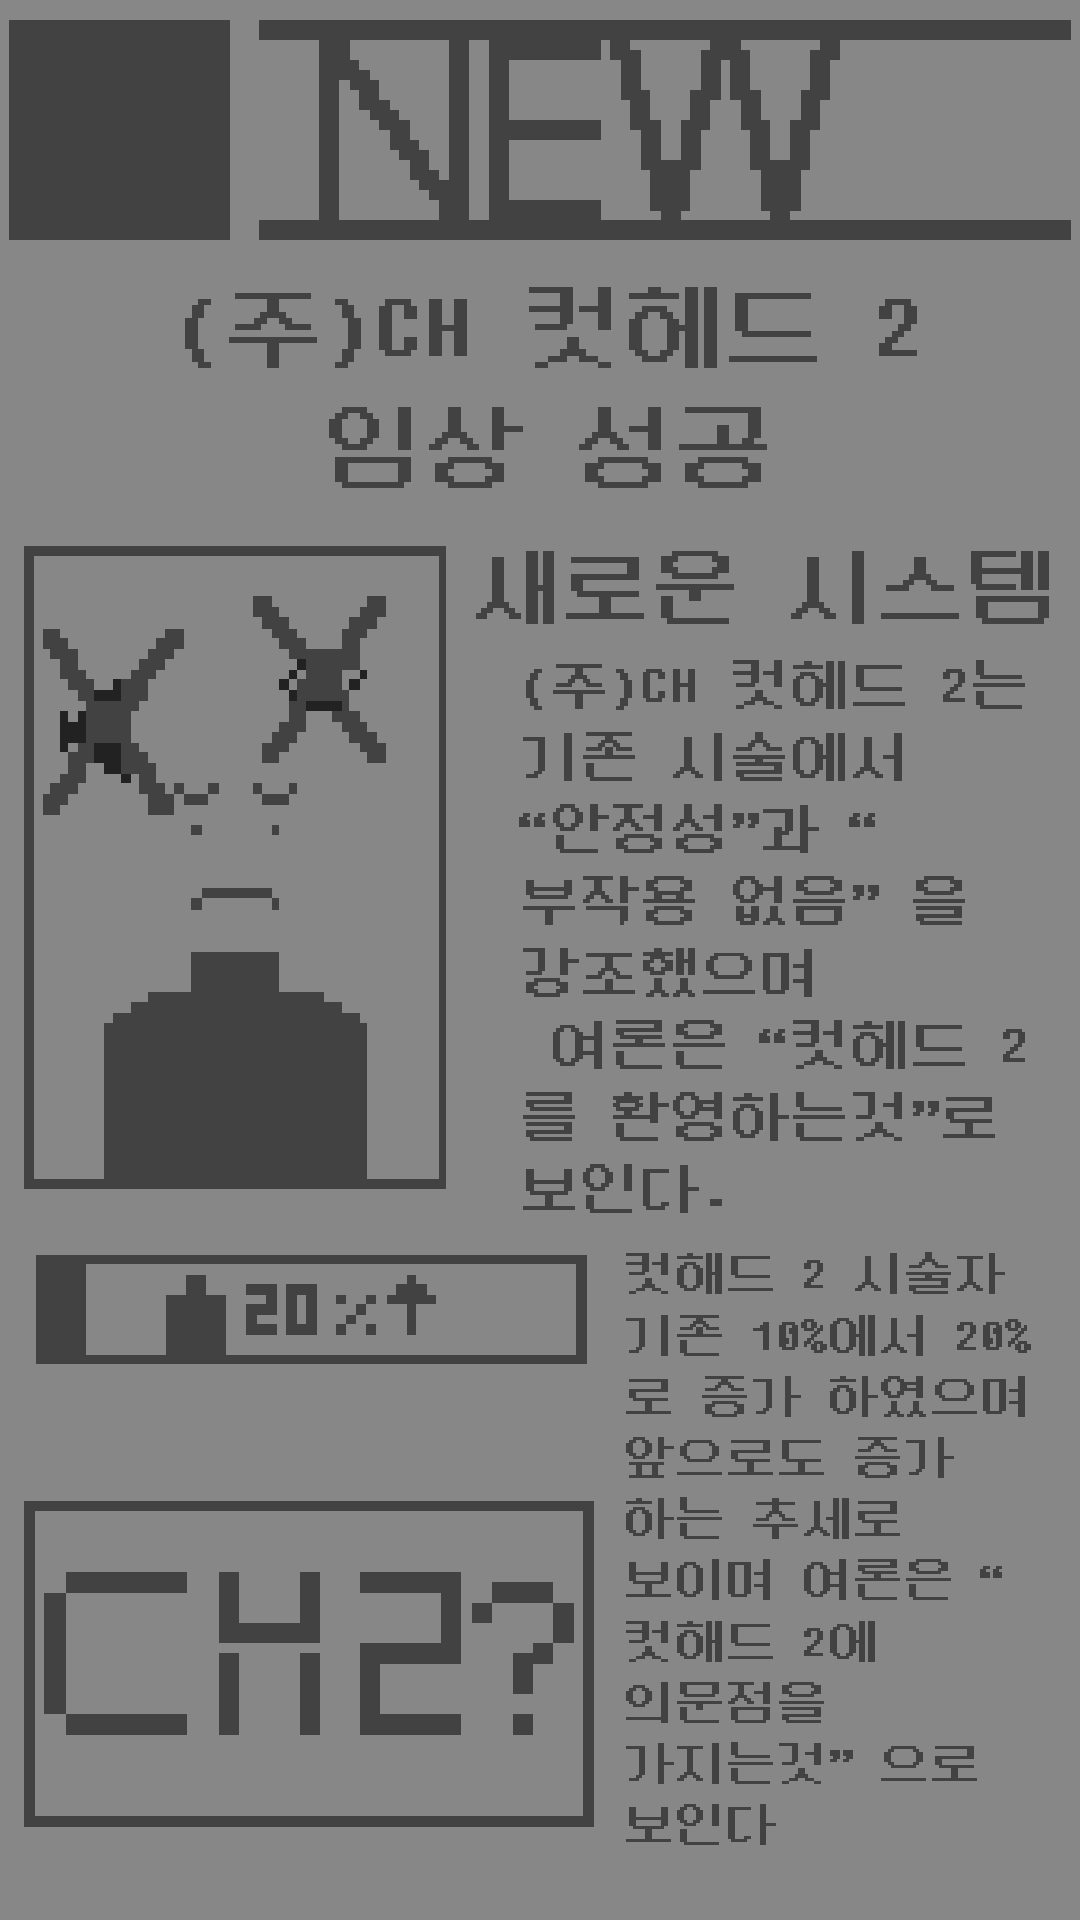 NEW
(주)CH 컷헤드 2
임상 성공
새로운 시스템
(주)CH 컷헤드 2는
기존 시술에서
“안정성”과 “
부작용 없음” 을
강조했으며
여론은 “컷헤드 2
를 환영하는것”로
보인다.
20%↑
컷해드 2 시술자
기존 10%에서 20%
로 증가 하였으며
앞으로도 증가
하는 추세로
보이며 여론은 “
컷해드 2에
의문점을
가지는것” 으로
보인다
CH2?